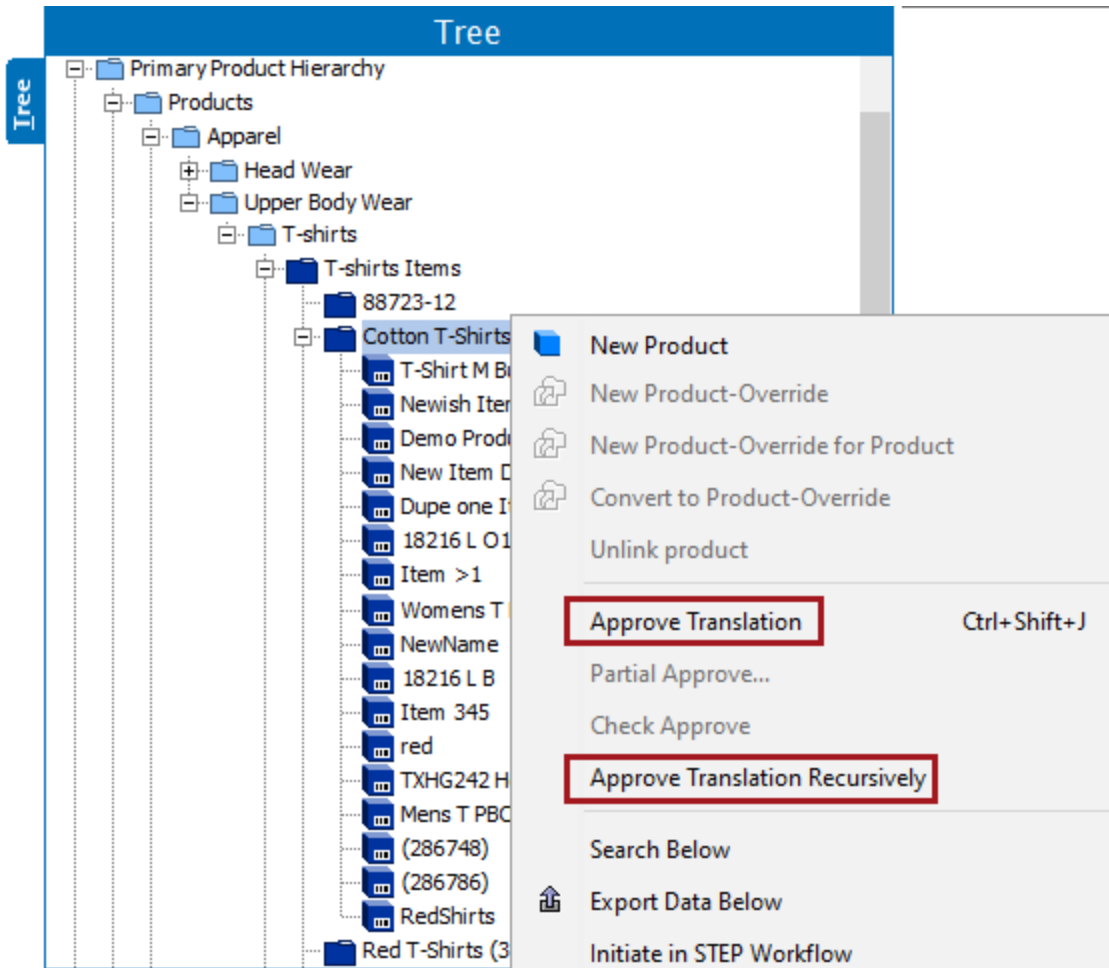 Tree
Tree
Primary Product Hierarchy
Products
Apparel
Head Wear
Upper Body Wear
T-shirts
T-shirts Items
88723-12
Cotton T-Shirts
T-Shirt M
Newish
Demo
New Item
Dupe one
18216 L
Item >1
Womens T
NewName
18216 L B
Item 345
red
TXHG242
Mens T
(286748)
(286786)
RedShirts
Red T-Shirts (3
New Product
New Product-Override
New Product-Override for Product
Convert to Product-Override
Unlink product
Approve Translation Ctrl+Shift+J
Partial Approve...
Check Approve
Approve Translation Recursively
Search Below
Export Data Below
Initiate in STEP Workflow